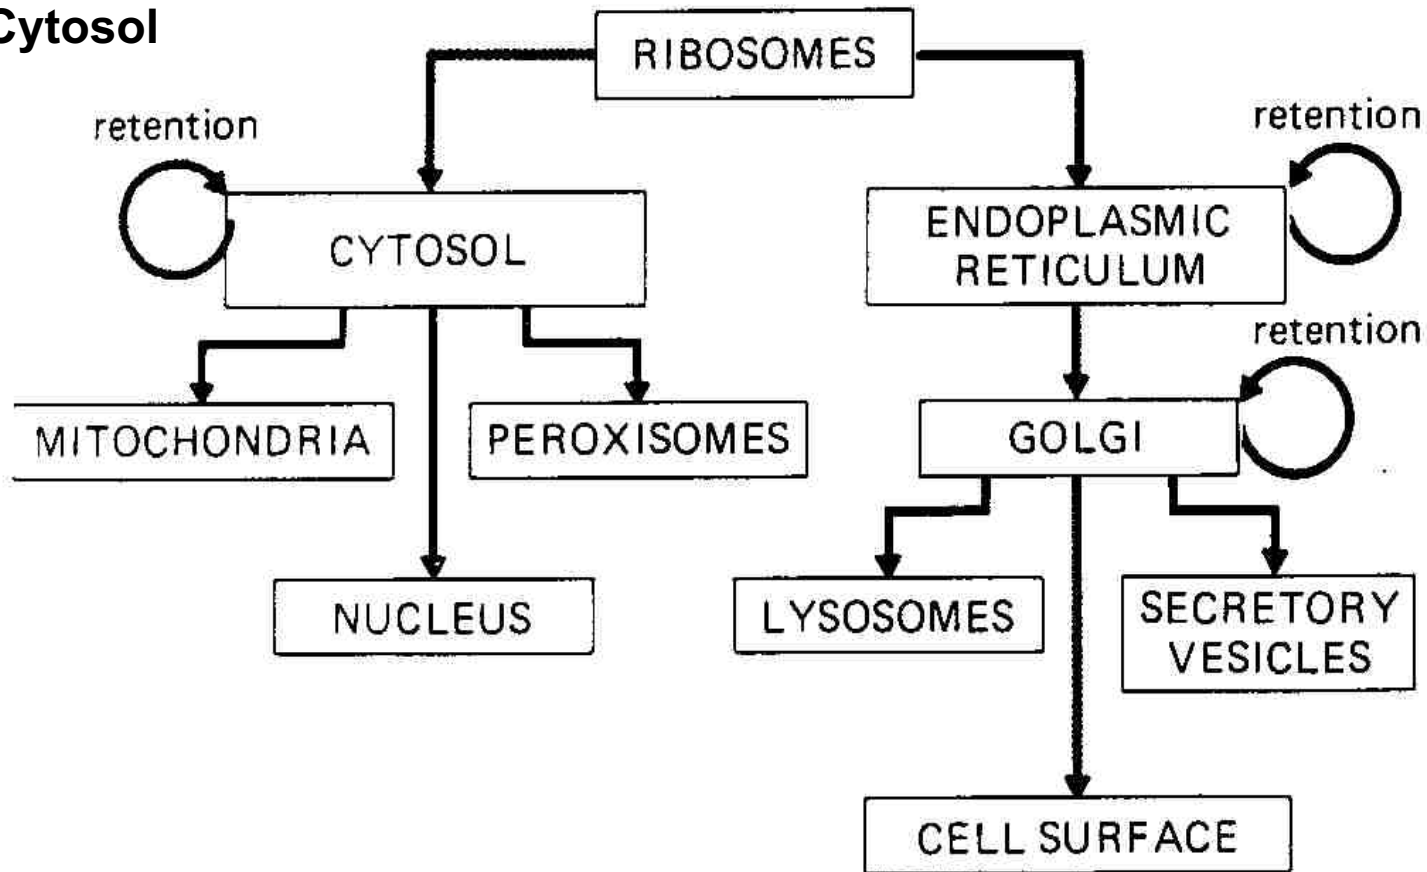 Cytosol
RIBOSOMES
retention
retention
CYTOSOL
ENDOPLASMIC
RETICULUM
retention
MITOCHONDRIA
PEROXISOMES
GOLGI
NUCLEUS
LYSOSOMES
SECRETORY
VESICLES
CELL SURFACE